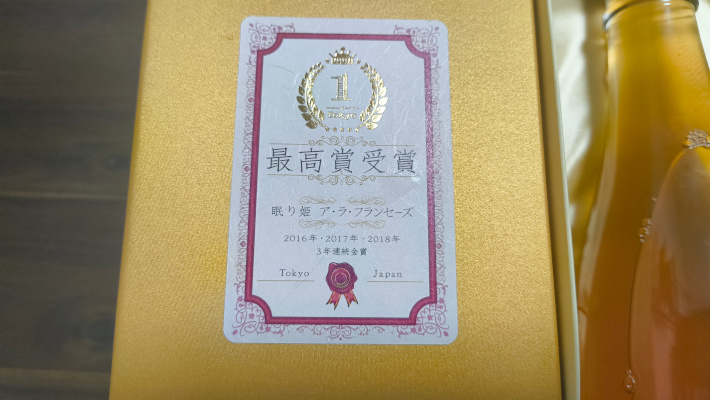 1
最高賞受賞
眠り姫 ア・ラ・フランセーズ
2016年・2017年・2018年
3年連続金賞
Tokyo Japan